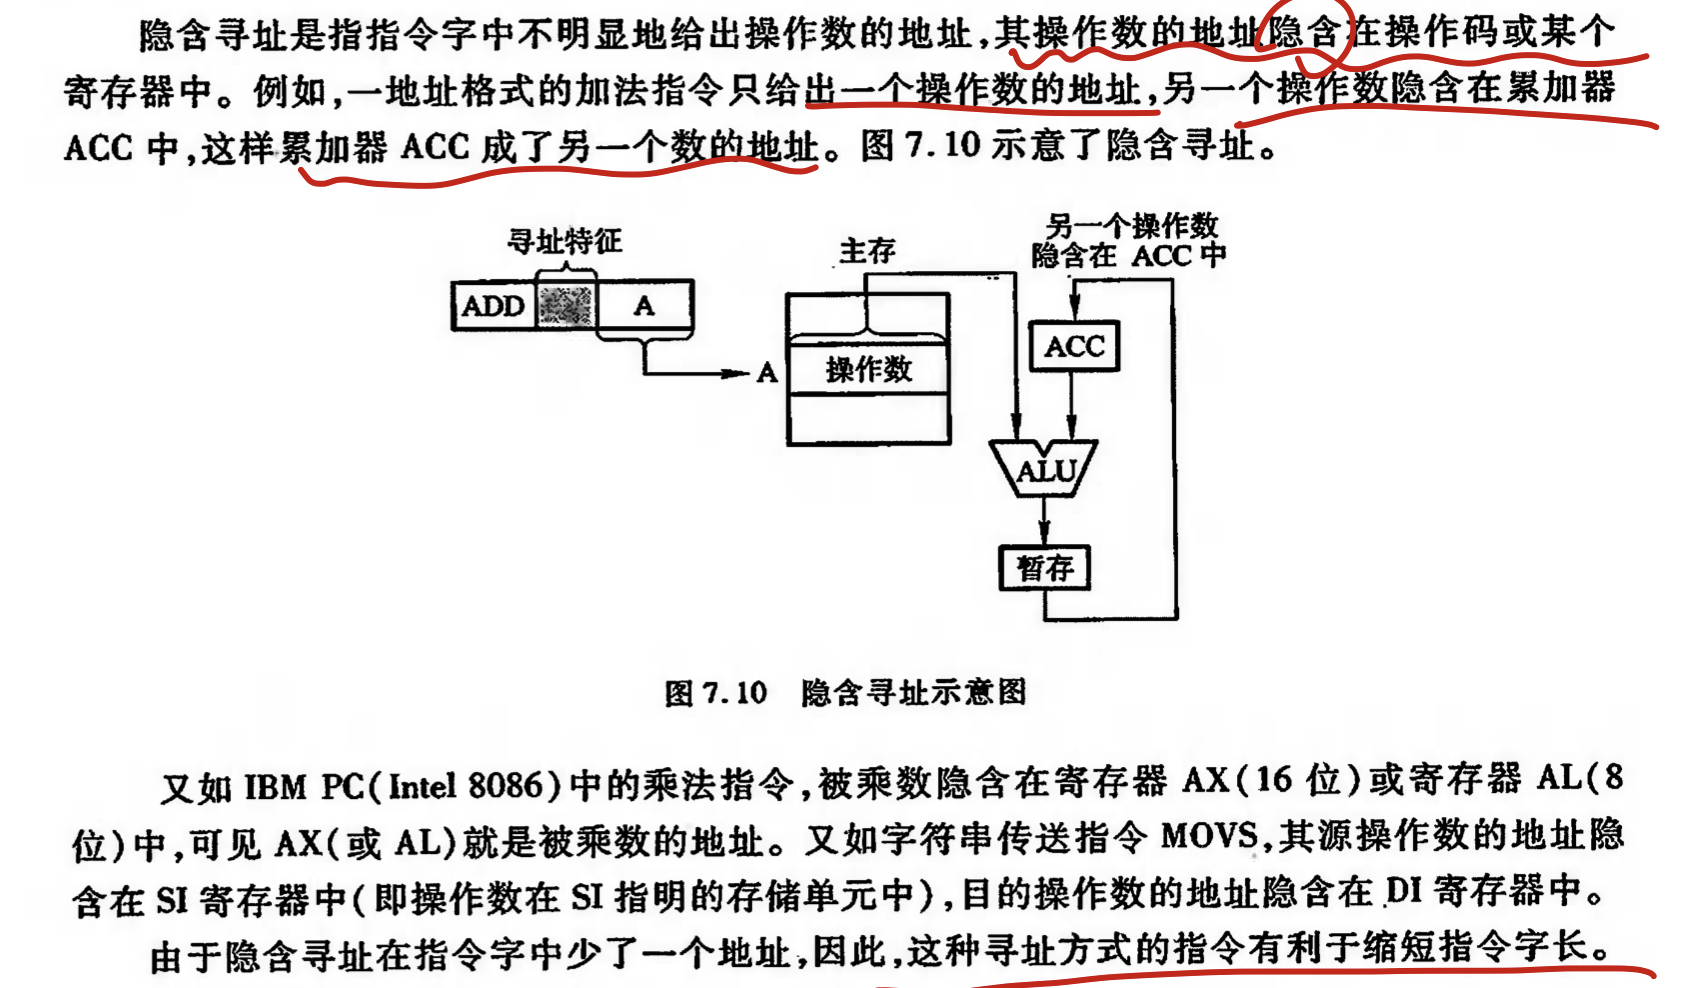 隐含寻址是指指令字中不明显地给出操作数的地址,其操作数的地址隐含在操作码或某个
寄存器中。例如,一地址格式的加法指令只给出一个操作数的地址,另一个操作数隐含在累加器
ACC 中,这样累加器 ACC 成了另一个数的地址。图 7.10 示意了隐含寻址。
寻址特征
ADD
A
A
主存
操作数
另一个操作数
隐含在 ACC 中
ACC
ALU
暂存
图 7.10 隐含寻址示意图
又如 IBM PC(Intel 8086)中的乘法指令,被乘数隐含在寄存器 AX(16 位)或寄存器 AL(8
位)中,可见 AX(或 AL)就是被乘数的地址。又如字符串传送指令 MOVS,其源操作数的地址隐
含在 SI 寄存器中(即操作数在 SI 指明的存储单元中),目的操作数的地址隐含在 DI 寄存器中。
由于隐含寻址在指令字中少了一个地址,因此,这种寻址方式的指令有利于缩短指令字长。